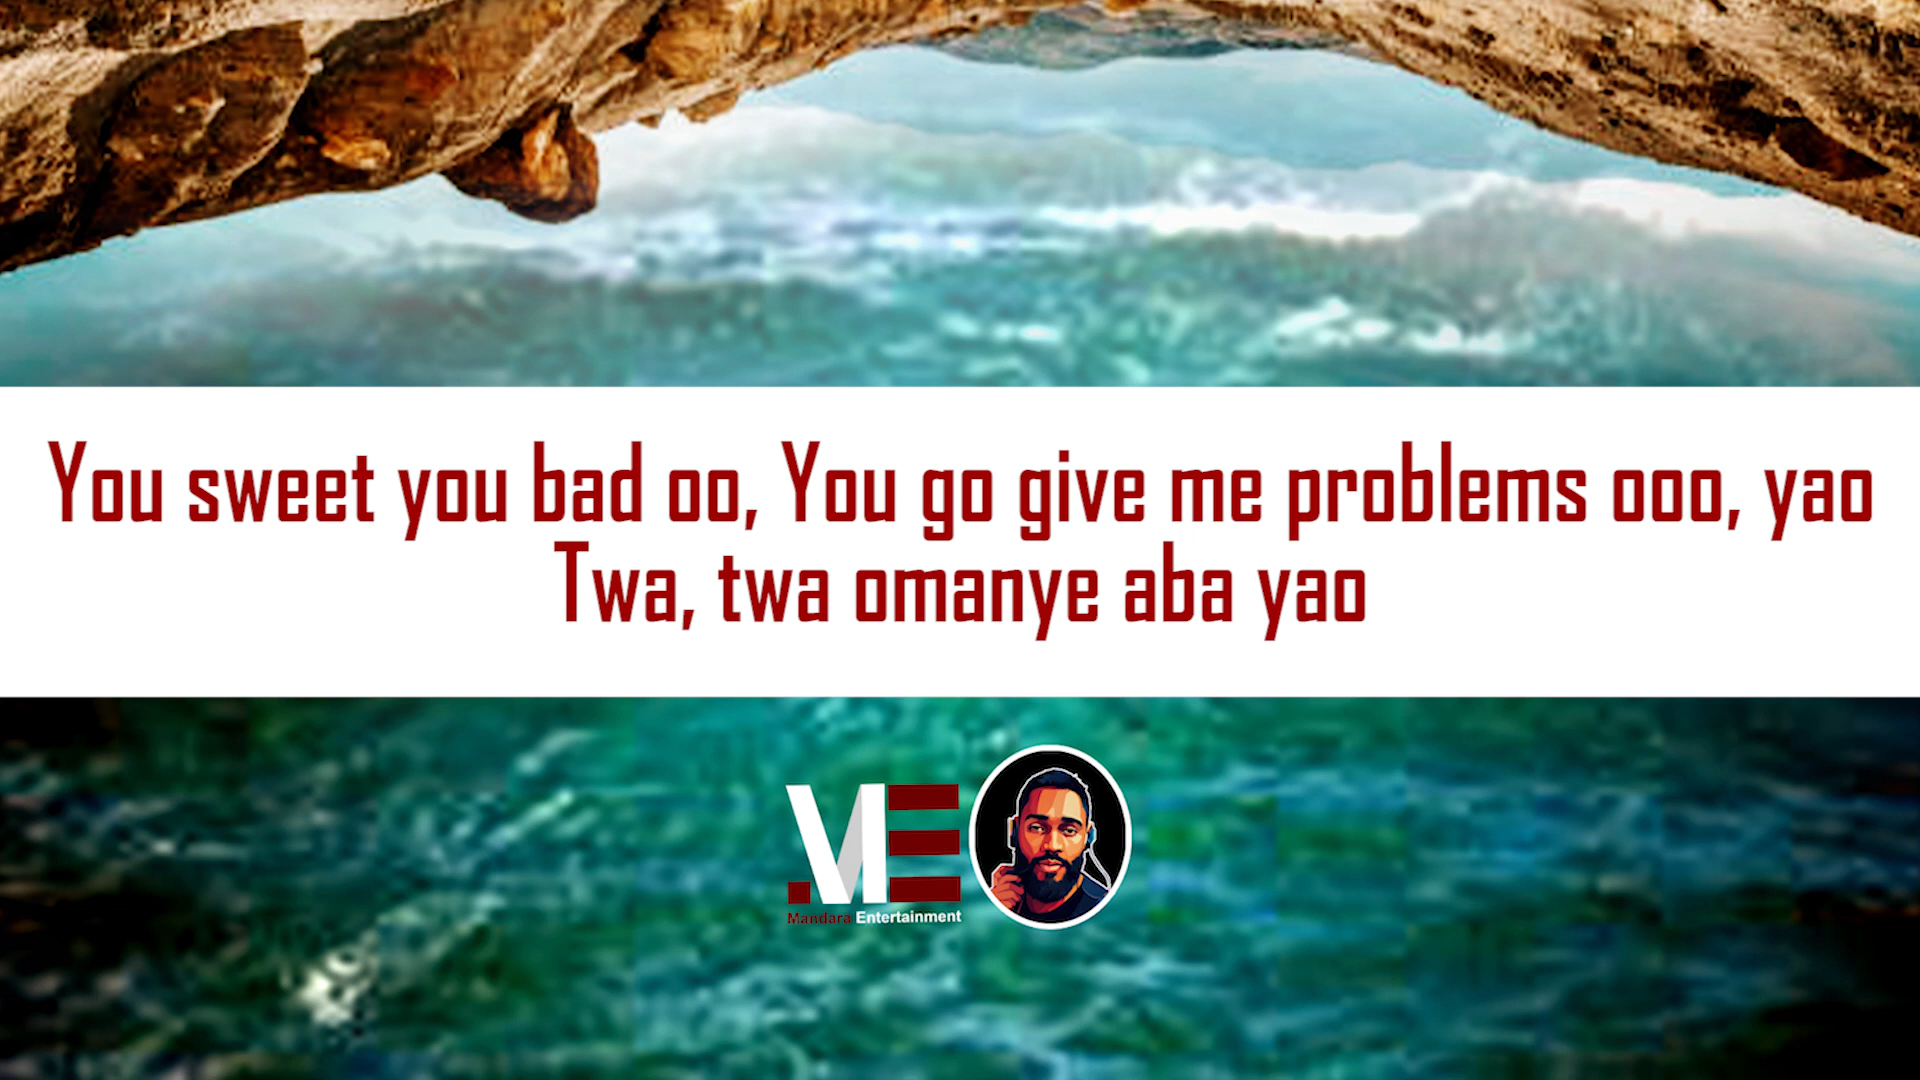 You sweet you bad oo, You go give me problems ooo, yao
Twa, twa omanye aba yao
ME
Mandara Entertainment